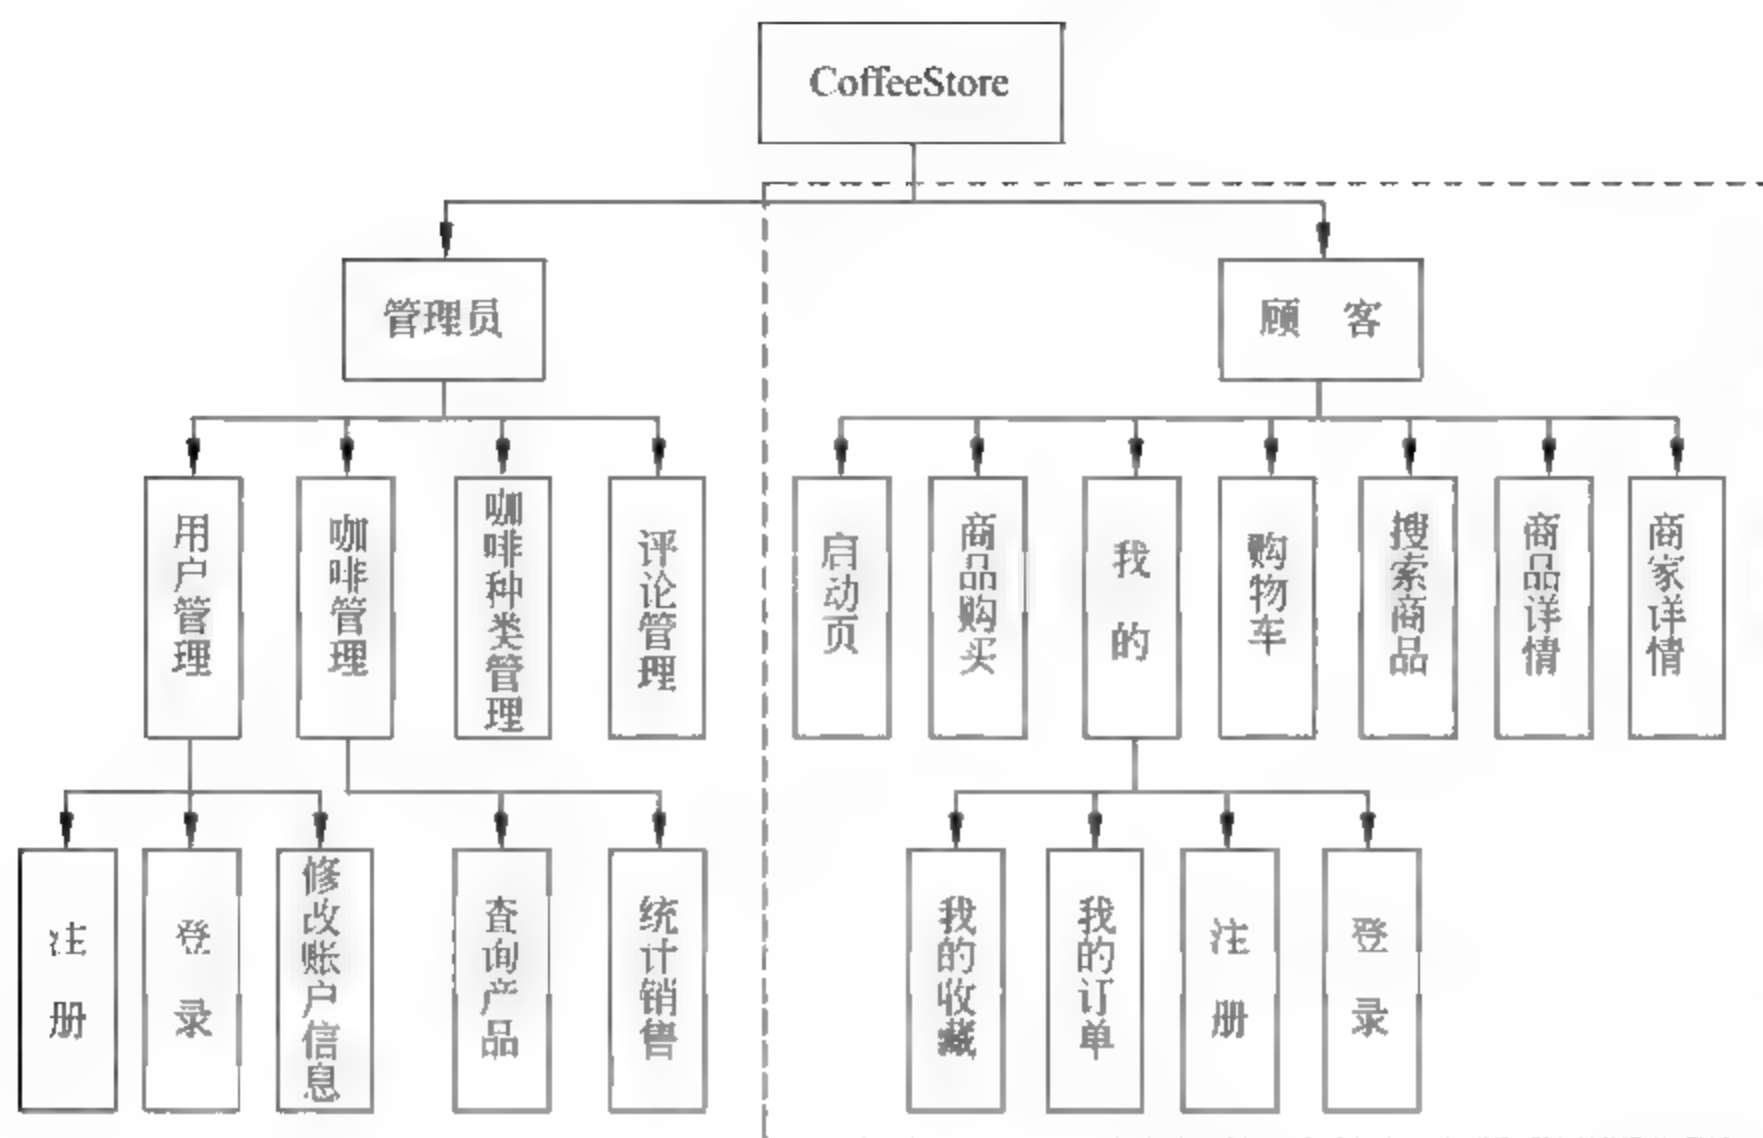 CoffeeStore
管理员
顾 客
用户管理
咖啡管理
咖啡种类管理
评论管理
启动页
商品购买
我的
购物车
搜索商品
商品详情
商家详情
注册
登录
修改账户信息
查询产品
统计销售
我的收藏
我的订单
注册
登录